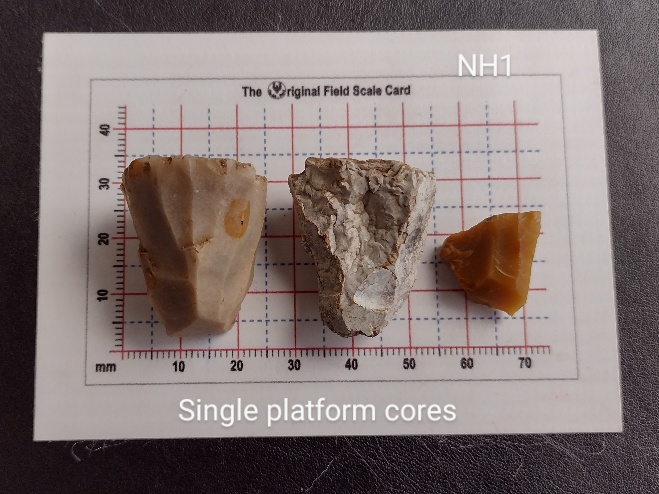 NH1
The Original Field Scale Card
40
30
20
10
mm 10 20 30 40 50 60 70
Single platform cores